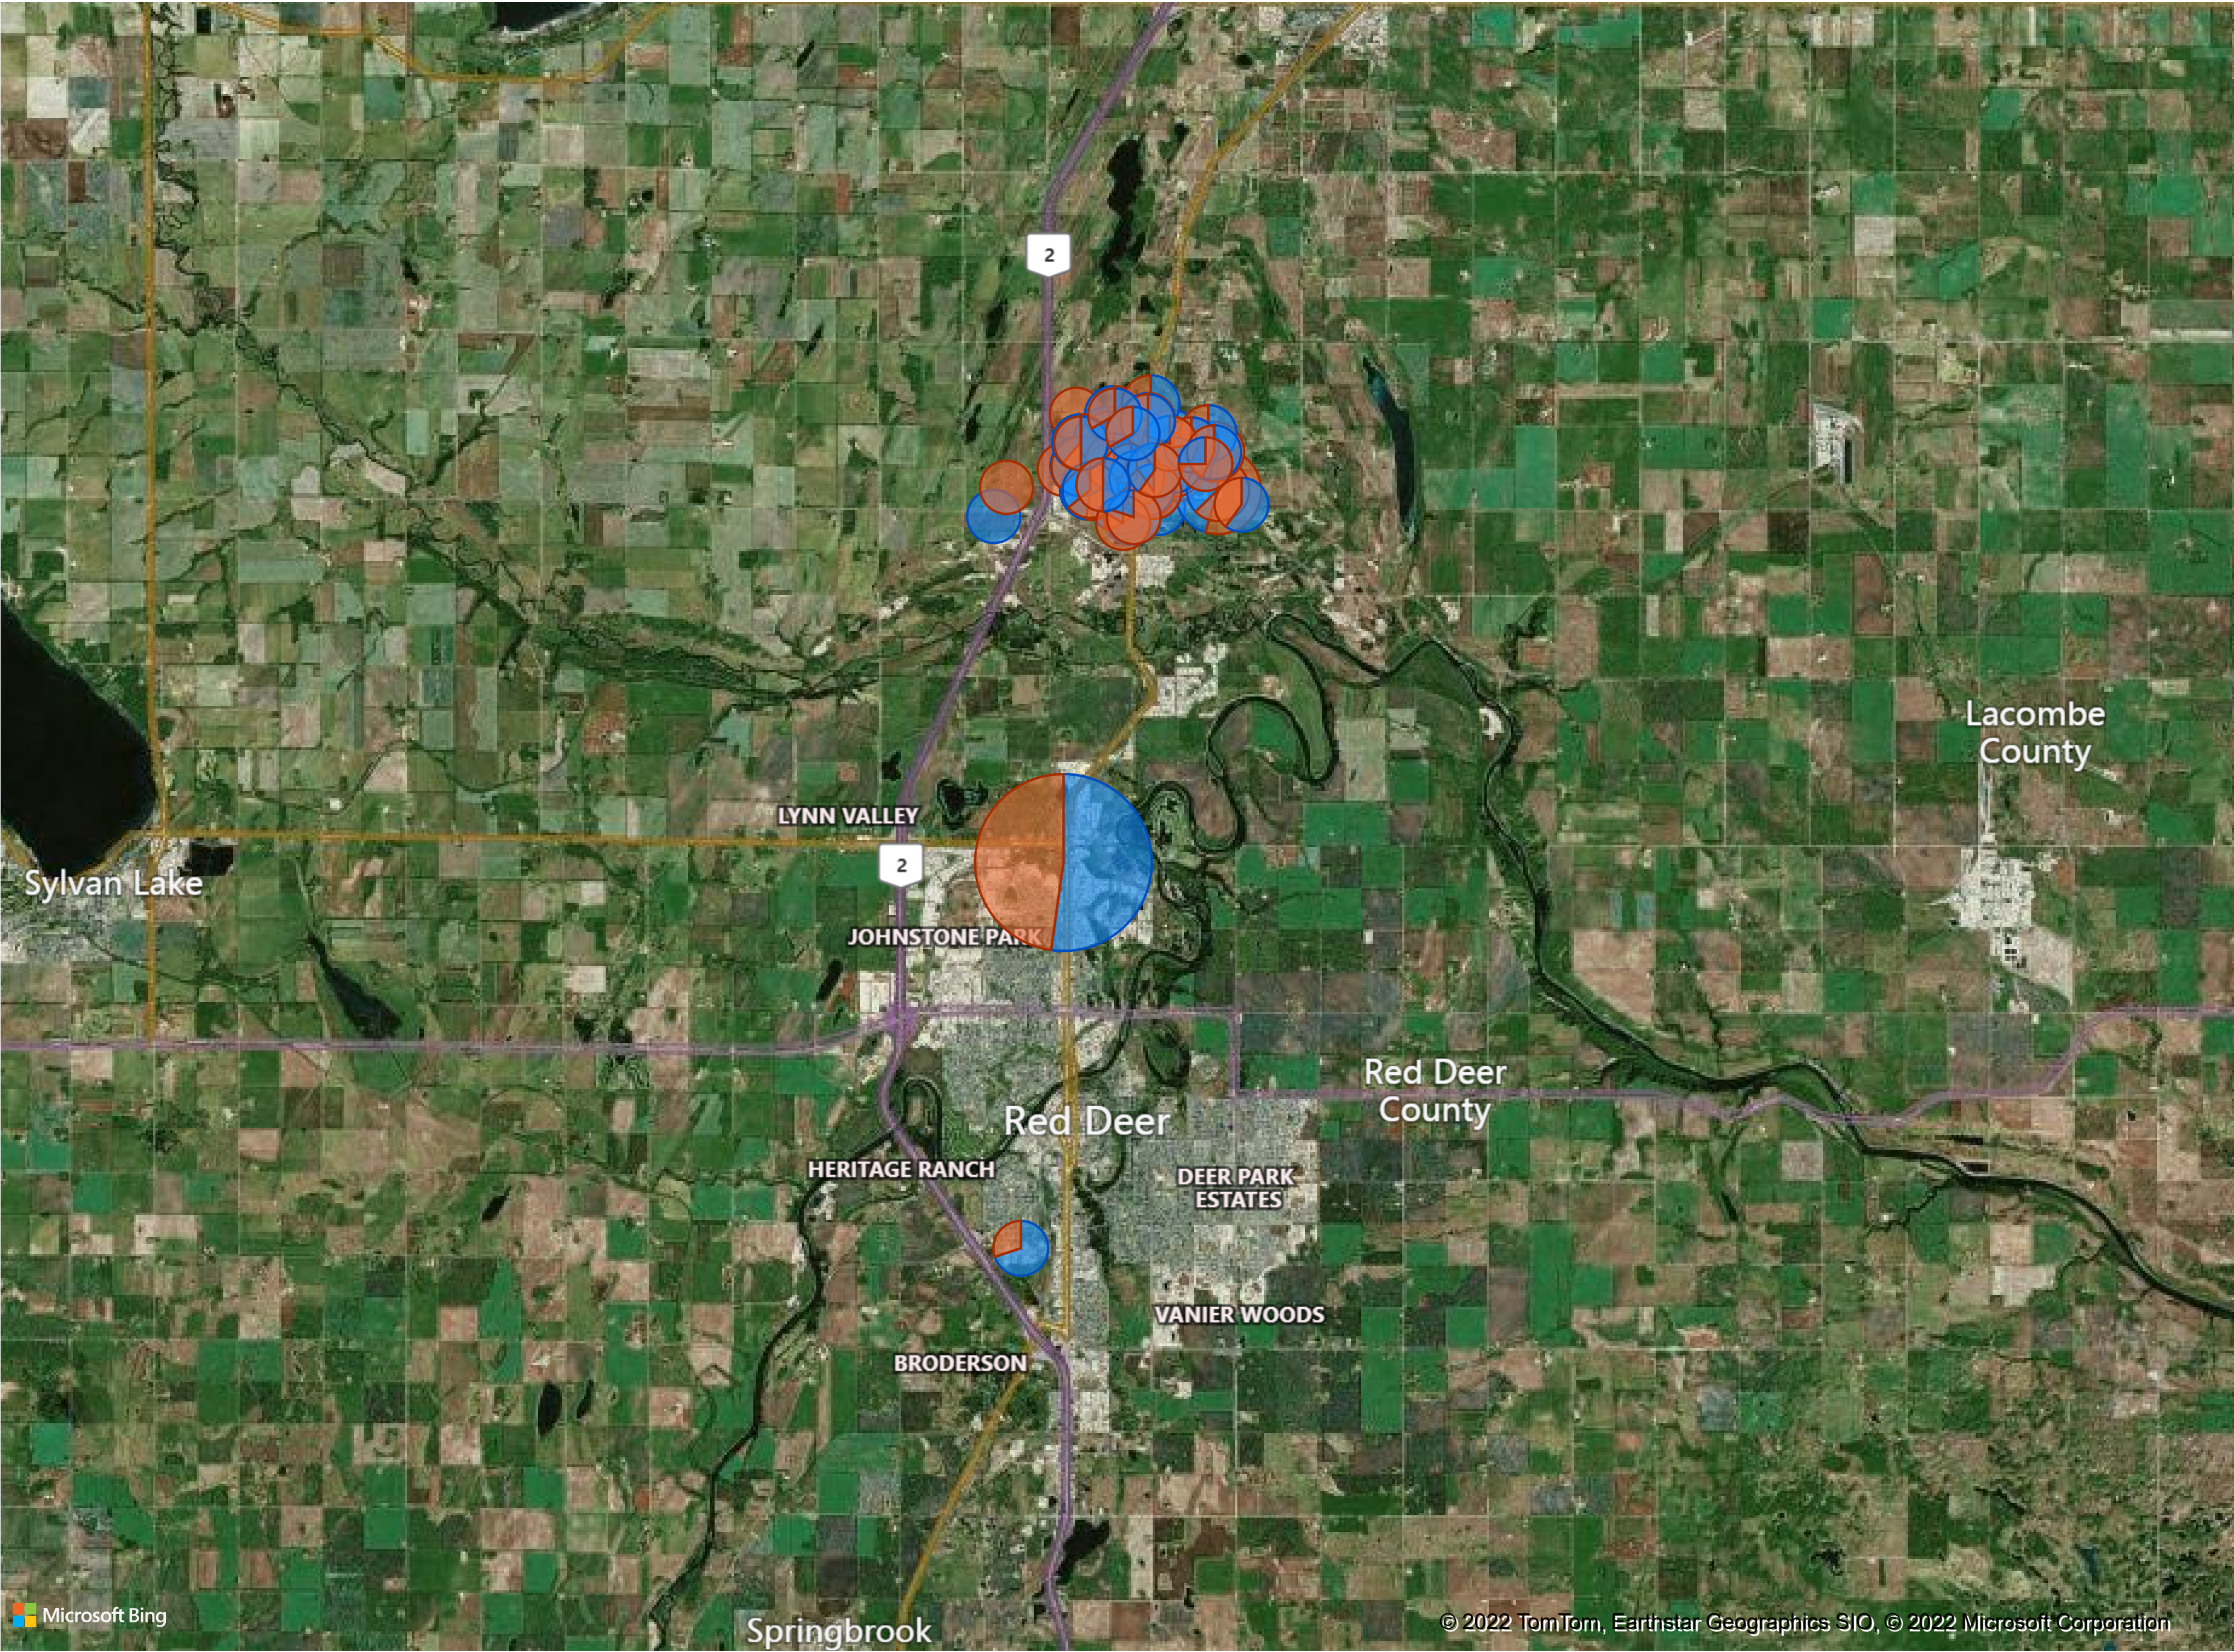 2
Lacombe
County
LYNN VALLEY
2
Sylvan Lake
JOHNSTONE PARK
Red Deer
County
Red Deer
HERITAGE RANCH
DEER PARK
ESTATES
VANIER WOODS
BRODERSON
Microsoft Bing
Springbrook
© 2022 TomTom, Earthstar Geographics SIO, © 2022 Microsoft Corporation